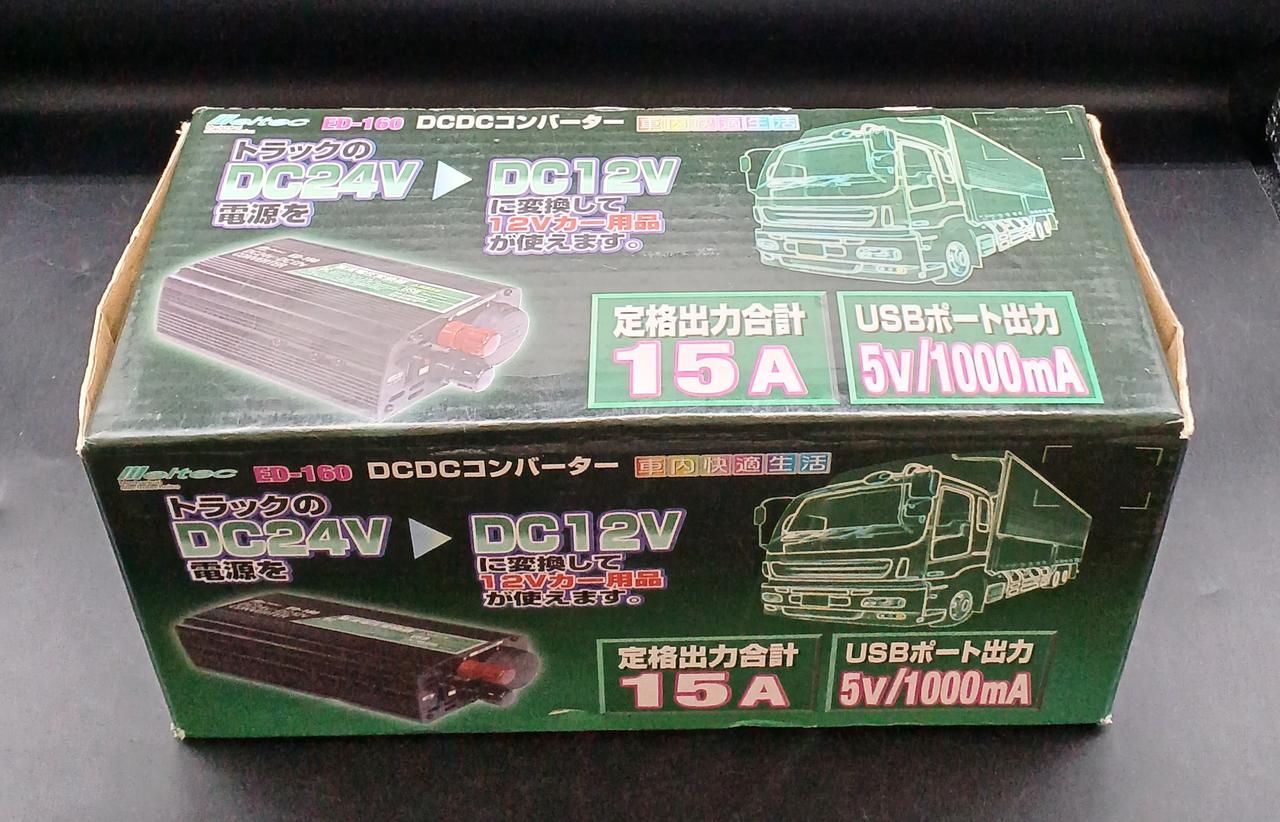 Meltec ED-160 DCDCコンバーター 車内快適生活
トラックの
DC24V
電源を
DC12V
に変換して
12Vカー用品
が使えます。
定格出力合計
15A
USBポート出力
5V/1000mA
Meltec ED-160 DCDCコンバーター 車内快適生活
トラックの
DC24V
電源を
DC12V
に変換して
12Vカー用品
が使えます。
定格出力合計
15A
USBポート出力
5V/1000mA